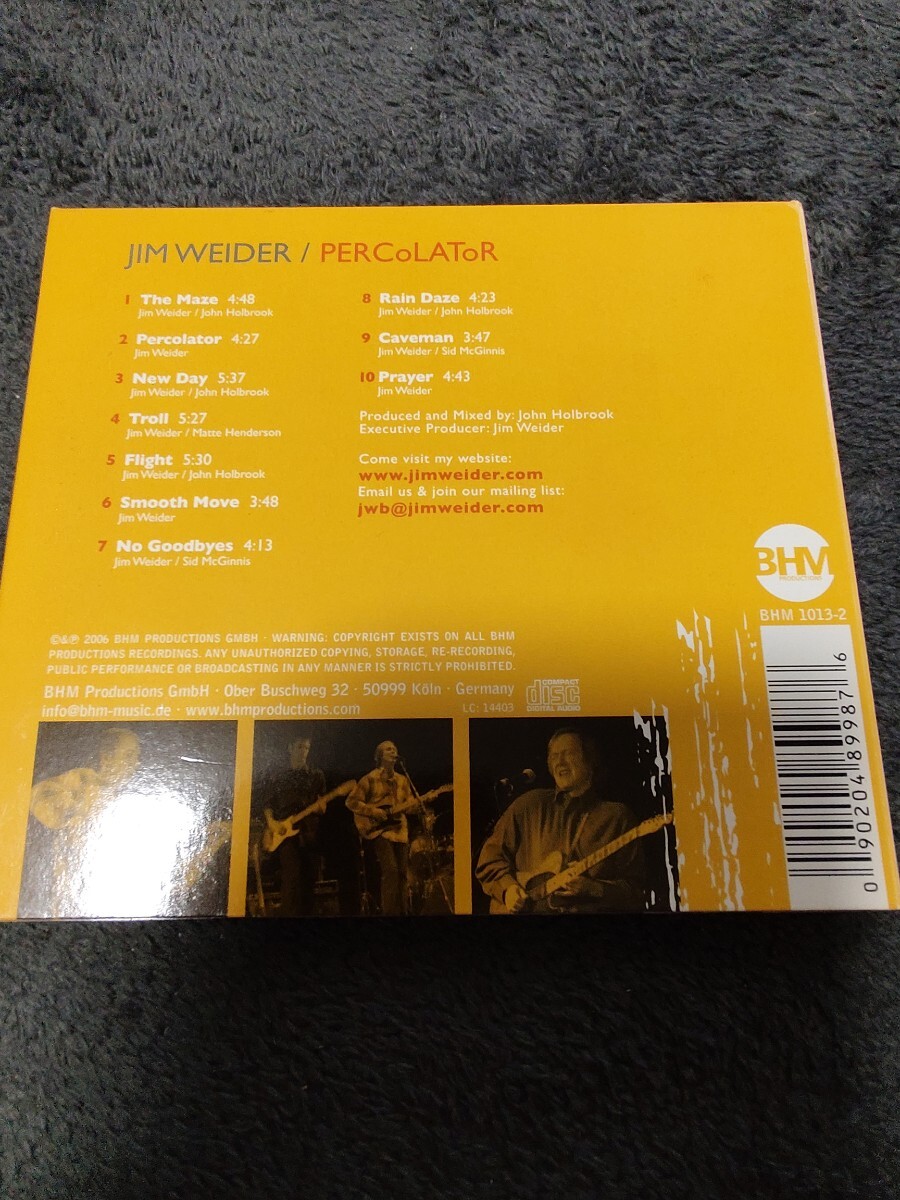 JIM WEIDER / PERCoLAToR
1 The Maze 4:48
Jim Weider / John Holbrook
2 Percolator 4:27
Jim Weider
3 New Day 5:37
Jim Weider / John Holbrook
4 Troll 5:27
Jim Weider / Matte Henderson
5 Flight 5:30
Jim Weider / John Holbrook
6 Smooth Move 3:48
Jim Weider
7 No Goodbyes 4:13
Jim Weider / Sid McGinnis
8 Rain Daze 4:23
Jim Weider / John Holbrook
9 Caveman 3:47
Jim Weider / Sid McGinnis
10 Prayer 4:43
Jim Weider
Produced and Mixed by: John Holbrook
Executive Producer: Jim Weider
Come visit my website:
www.jimweider.com
Email us & join our mailing list:
jwb@jimweider.com
BHM
PRODUCTIONS
BHM 1013-2
©&℗ 2006 BHM PRODUCTIONS GMBH · WARNING: COPYRIGHT EXISTS ON ALL BHM
PRODUCTIONS RECORDINGS. ANY UNAUTHORIZED COPYING, STORAGE, RE-RECORDING,
PUBLIC PERFORMANCE OR BROADCASTING IN ANY MANNER IS STRICTLY PROHIBITED.
BHM Productions GmbH · Ober Buschweg 32 · 50999 Köln · Germany
info@bhm-music.de · www.bhmproductions.com
COMPACT
disc
DIGITAL AUDIO
LC: 14403
0 90204 89987 6